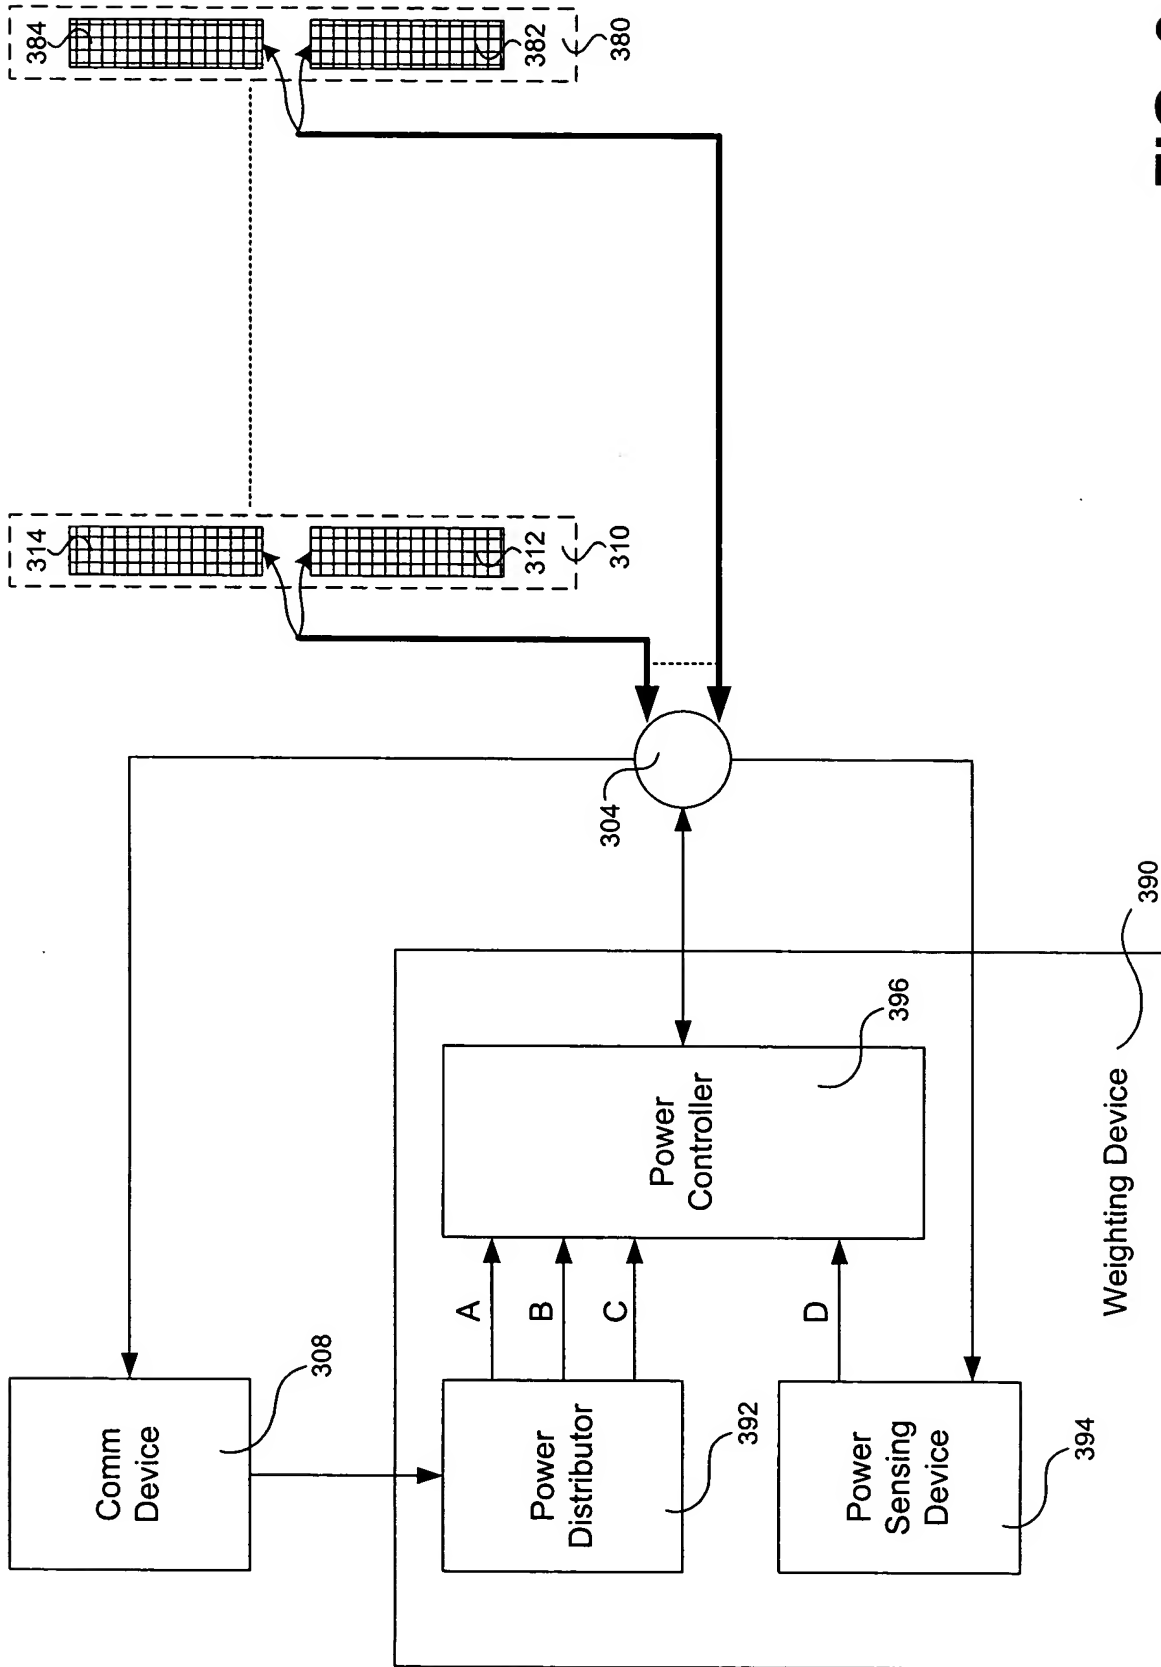 Comm
Device
308
Power
Distributor
392
Power
Sensing
Device
394
A
B
C
D
Power
Controller
396
Weighting Device
390
304
314
312
310
384
382
380